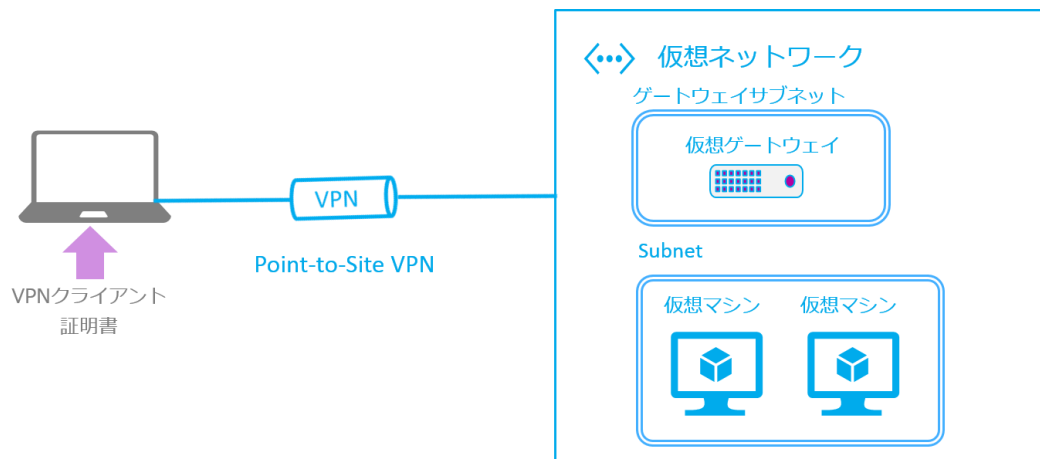 仮想ネットワーク
ゲートウェイサブネット
仮想ゲートウェイ
VPN
Point-to-Site VPN
VPNクライアント
証明書
Subnet
仮想マシン
仮想マシン